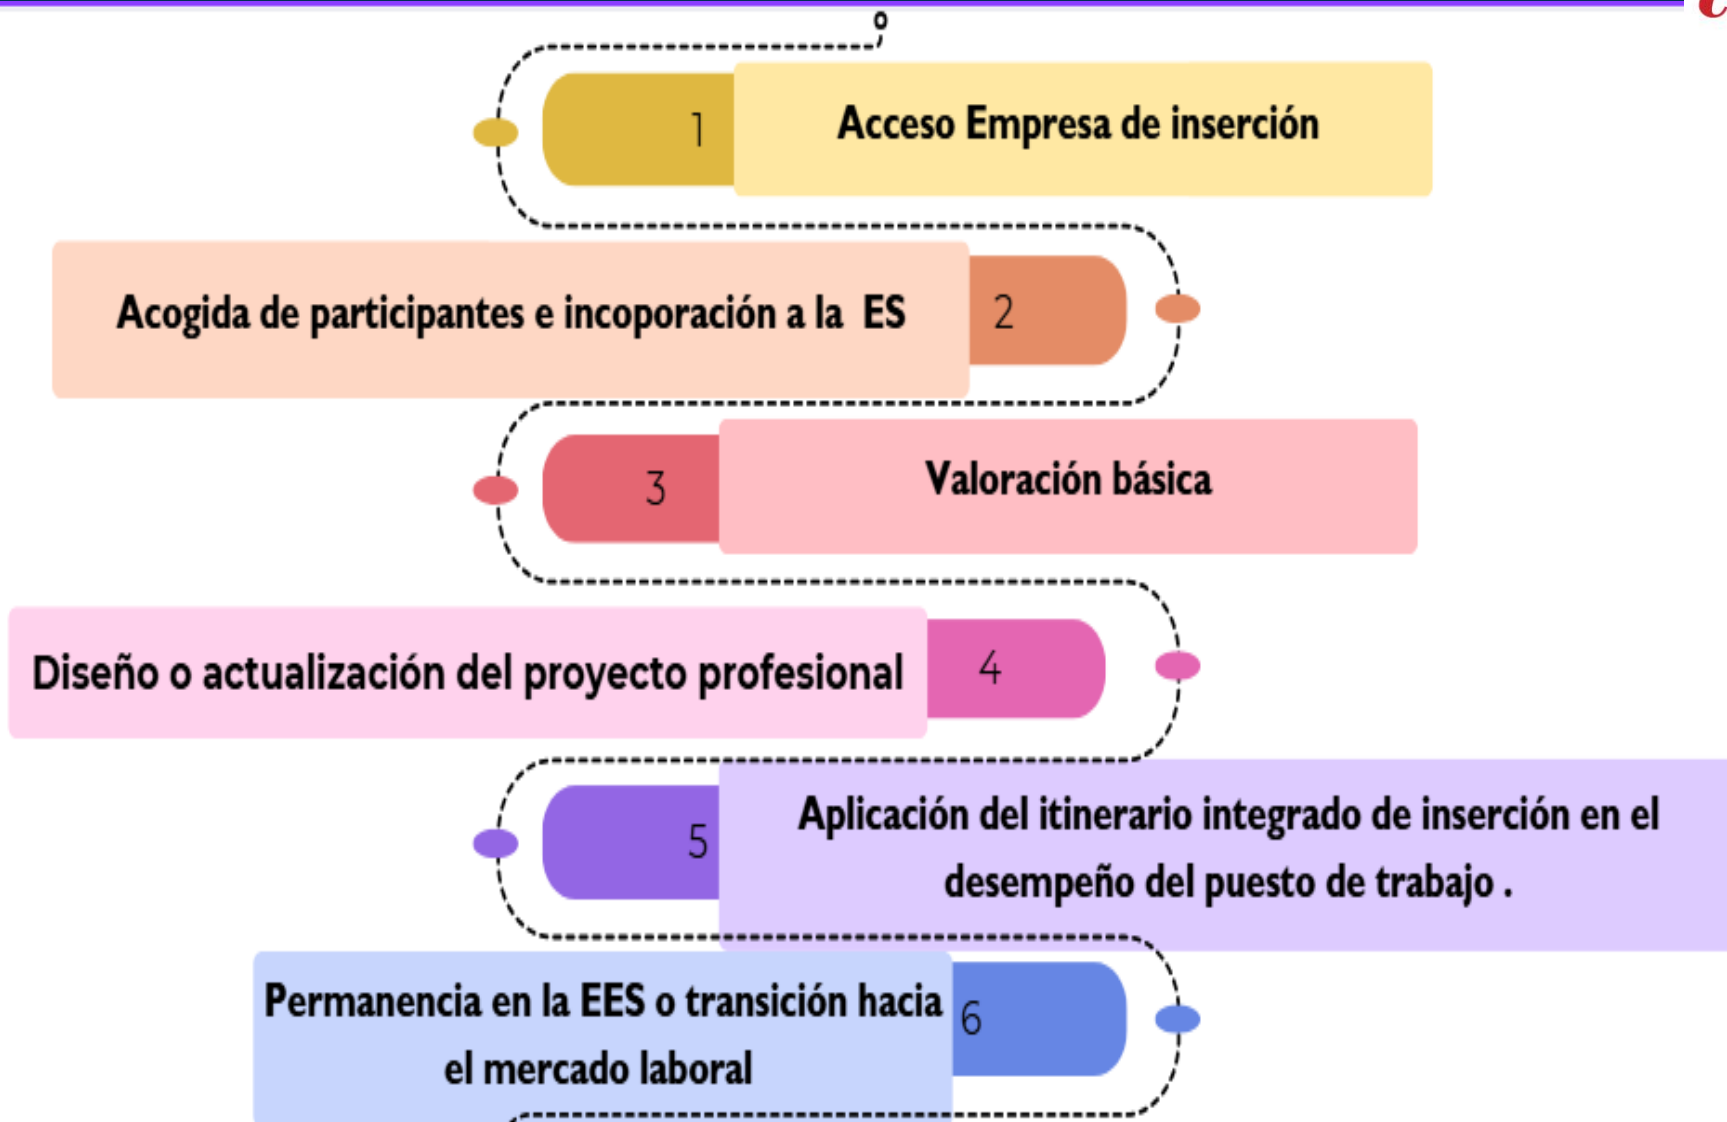 1
Acceso Empresa de inserción
Acogida de participantes e incoporación a la ES
2
3
Valoración básica
Diseño o actualización del proyecto profesional
4
5
Aplicación del itinerario integrado de inserción en el
desempeño del puesto de trabajo .
Permanencia en la EES o transición hacia
el mercado laboral
6